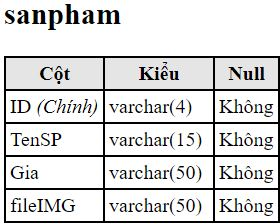 sanpham
Cột Kiểu Null
ID (Chính) varchar(4) Không
TenSP varchar(15) Không
Gia varchar(50) Không
fileIMG varchar(50) Không